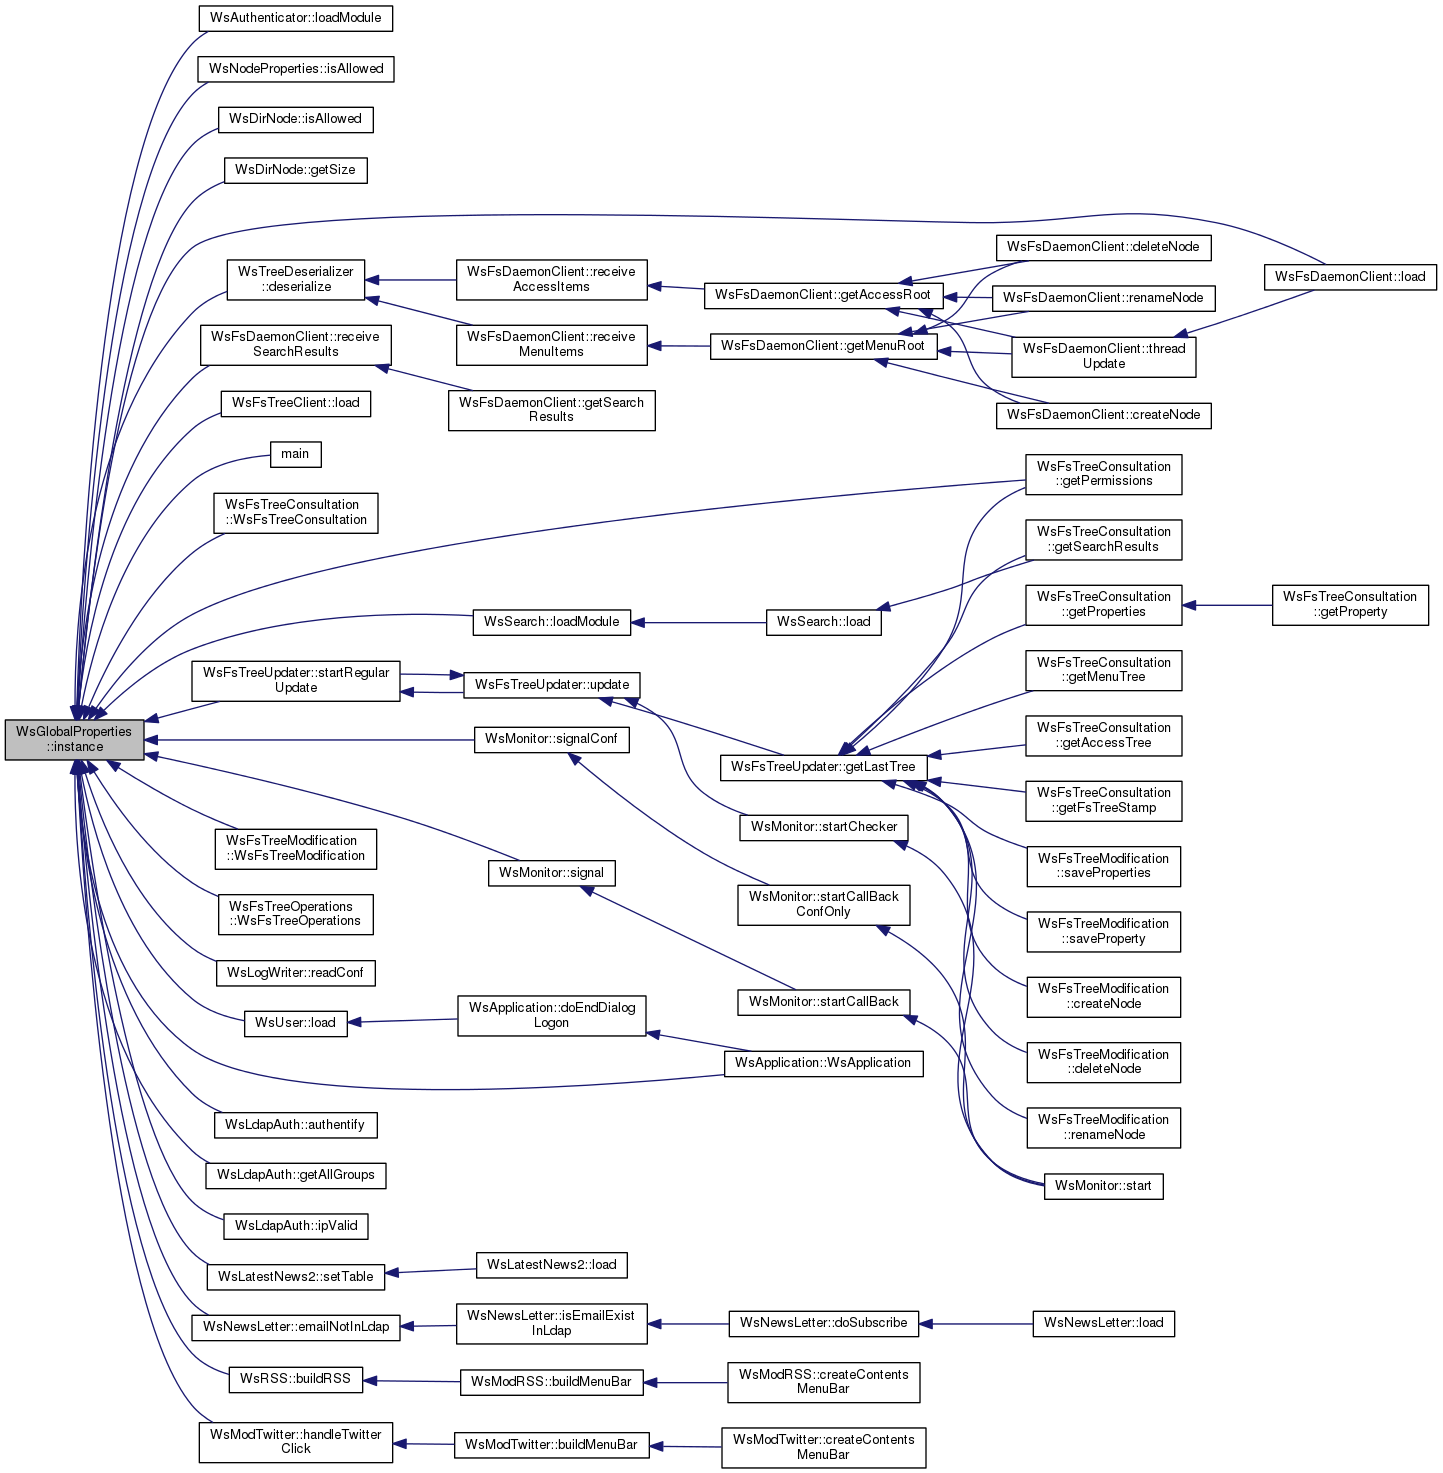 WsAuthenticator::loadModule
WsNodeProperties::isAllowed
WsDirNode::isAllowed
WsDirNode::getSize
WsTreeDeserializer
::deserialize
WsFsDaemonClient::receive
SearchResults
WsFsTreeClient::load
main
WsFsTreeConsultation
::WsFsTreeConsultation
WsFsTreeUpdater::startRegular
Update
WsGlobalProperties
::instance
WsFsTreeModification
::WsFsTreeModification
WsFsTreeOperations
::WsFsTreeOperations
WsLogWriter::readConf
WsUser::load
WsLdapAuth::authentify
WsLdapAuth::getAllGroups
WsLdapAuth::ipValid
WsLatestNews2::setTable
WsNewsLetter::emailNotInLdap
WsRSS::buildRSS
WsModTwitter::handleTwitter
Click
WsFsDaemonClient::receive
AccessItems
WsFsDaemonClient::receive
MenuItems
WsFsDaemonClient::getSearch
Results
WsSearch::loadModule
WsFsTreeUpdater::update
WsMonitor::signalConf
WsMonitor::signal
WsApplication::doEndDialog
Logon
WsLatestNews2::load
WsNewsLetter::isEmailExist
InLdap
WsModRSS::buildMenuBar
WsModTwitter::buildMenuBar
WsFsDaemonClient::getAccessRoot
WsFsDaemonClient::getMenuRoot
WsSearch::load
WsFsTreeUpdater::getLastTree
WsMonitor::startChecker
WsMonitor::startCallBack
ConfOnly
WsMonitor::startCallBack
WsApplication::WsApplication
WsNewsLetter::doSubscribe
WsModRSS::createContents
MenuBar
WsModTwitter::createContents
MenuBar
WsFsDaemonClient::deleteNode
WsFsDaemonClient::renameNode
WsFsDaemonClient::thread
Update
WsFsDaemonClient::createNode
WsFsTreeConsultation
::getPermissions
WsFsTreeConsultation
::getSearchResults
WsFsTreeConsultation
::getProperties
WsFsTreeConsultation
::getMenuTree
WsFsTreeConsultation
::getAccessTree
WsFsTreeConsultation
::getFsTreeStamp
WsFsTreeModification
::saveProperties
WsFsTreeModification
::saveProperty
WsFsTreeModification
::createNode
WsFsTreeModification
::deleteNode
WsFsTreeModification
::renameNode
WsMonitor::start
WsNewsLetter::load
WsFsDaemonClient::load
WsFsTreeConsultation
::getProperty